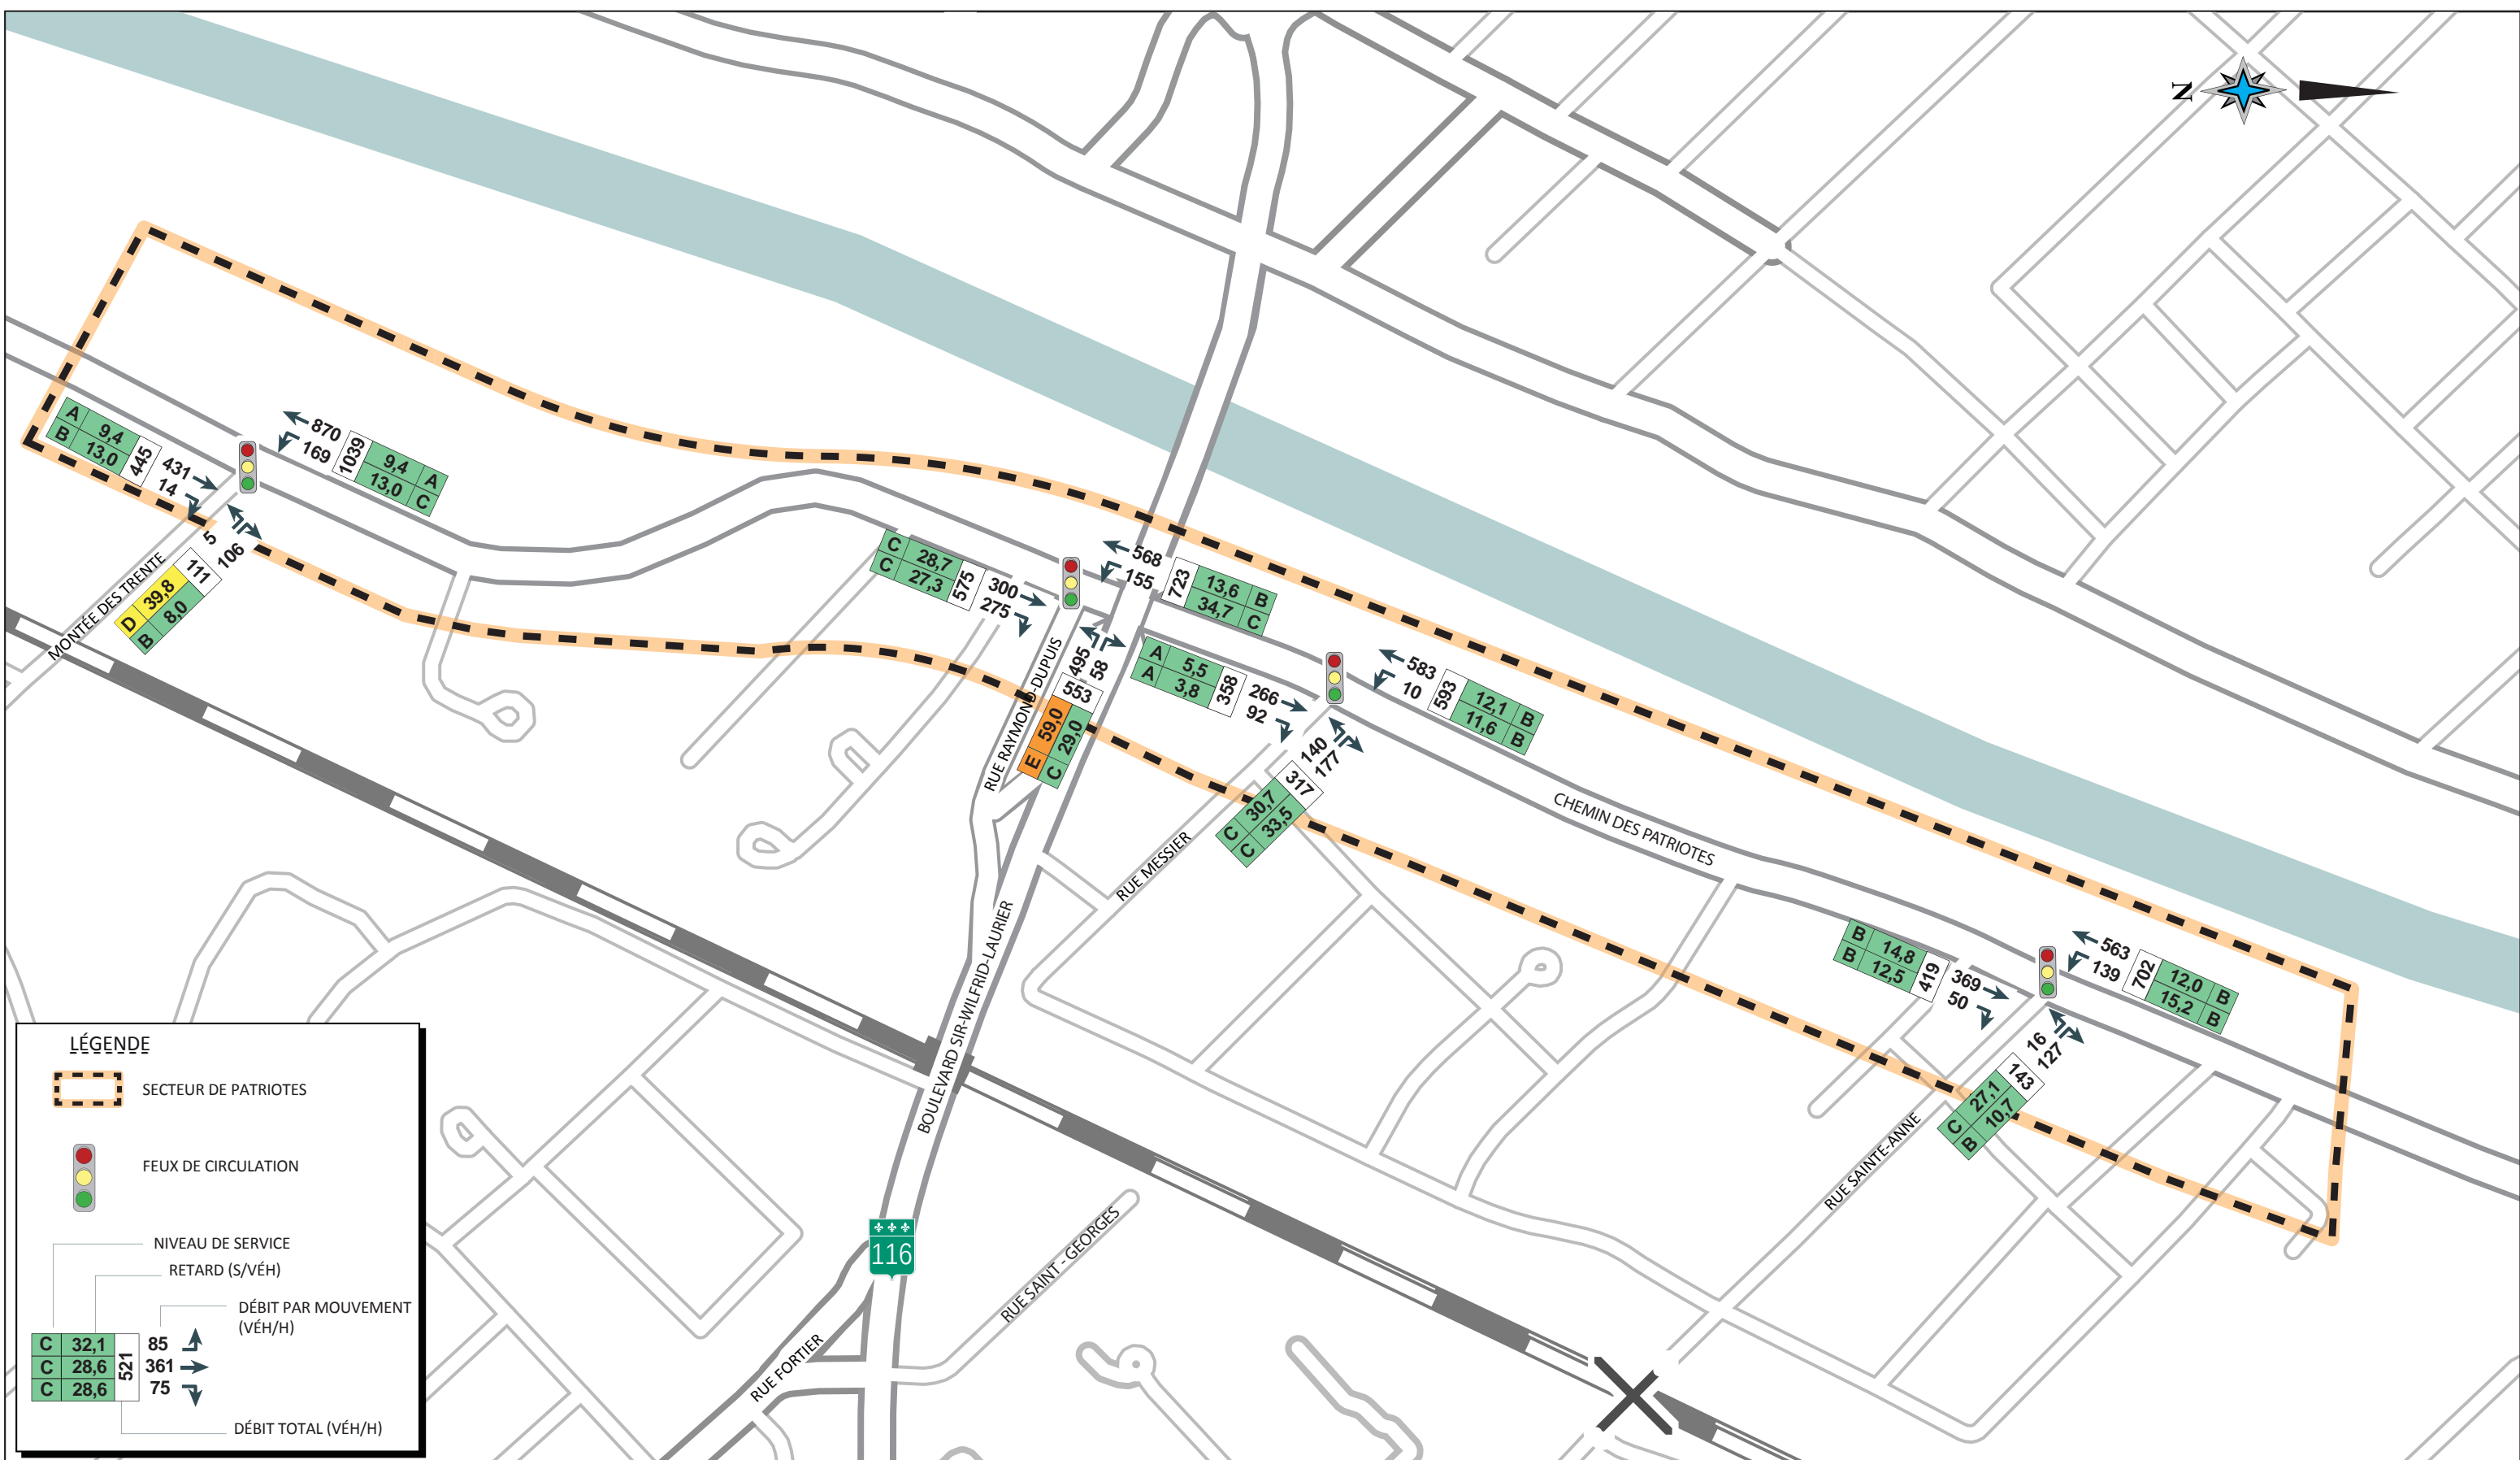 N
A 9,4
B 13,0
445
431
14
870
169
1039
9,4 A
13,0 C
5
106
111
D 39,8
B 8,0
MONTÉE DES TRENTE
C 28,7
C 27,3
575
300
275
568
155
723
13,6 B
34,7 C
495
58
553
E 59,0
C 29,0
RUE RAYMOND-DUPUIS
A 5,5
A 3,8
358
266
92
583
10
593
12,1 B
11,6 B
140
177
317
C 30,7
C 33,5
RUE MESSIER
CHEMIN DES PATRIOTES
B 14,8
B 12,5
419
369
50
563
139
702
12,0 B
15,2 B
16
127
143
C 27,1
B 10,7
RUE SAINTE-ANNE
BOULEVARD SIR-WILFRID-LAURIER
116
RUE SAINT - GEORGES
RUE FORTIER
LÉGENDE
SECTEUR DE PATRIOTES
FEUX DE CIRCULATION
NIVEAU DE SERVICE
RETARD (S/VÉH)
DÉBIT PAR MOUVEMENT
(VÉH/H)
C 32,1
C 28,6
C 28,6
521
85
361
75
DÉBIT TOTAL (VÉH/H)